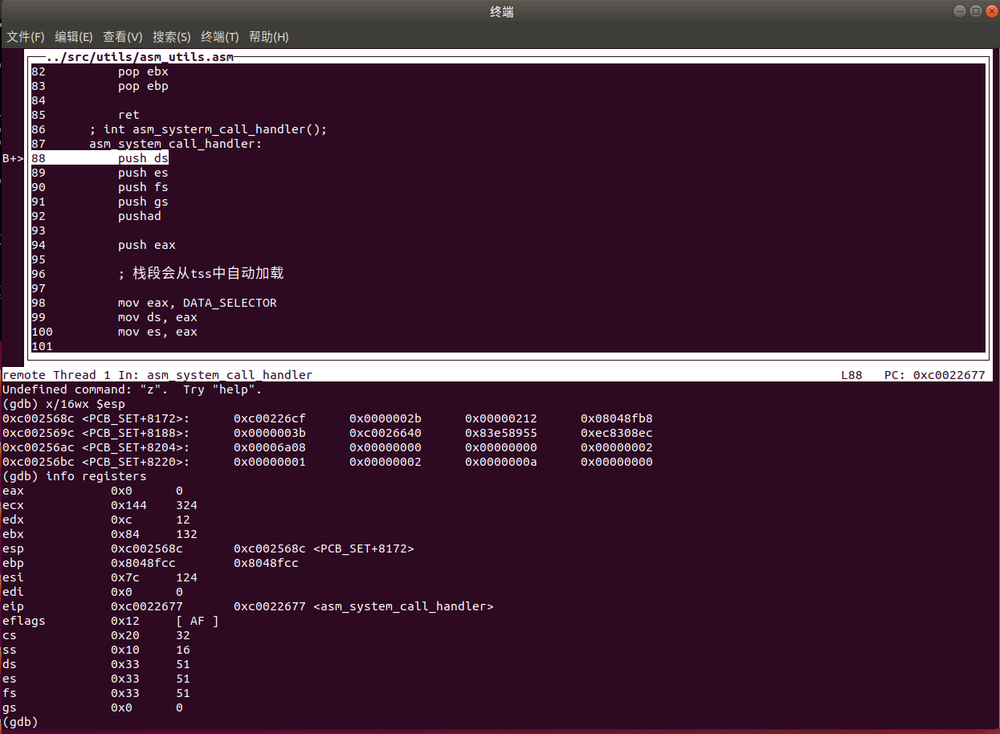 终端
文件(F) 编辑(E) 查看(V) 搜索(S) 终端(T) 帮助(H)
../src/utils/asm_utils.asm
82 pop ebx
83 pop ebp
84
85 ret
86 ; int asm_systerm_call_handler();
87 asm_system_call_handler:
B+> 88 push ds
89 push es
90 push fs
91 push gs
92 pushad
93
94 push eax
95
96 ; 栈段会从tss中自动加载
97
98 mov eax, DATA_SELECTOR
99 mov ds, eax
100 mov es, eax
101
remote Thread 1 In: asm_system_call_handler L88 PC: 0xc0022677
Undefined command: "z". Try "help".
(gdb) x/16wx $esp
0xc002568c <PCB_SET+8172>: 0xc00226cf 0x0000002b 0x00000212 0x08048fb8
0xc002569c <PCB_SET+8188>: 0x0000003b 0xc0026640 0x83e58955 0xec8308ec
0xc00256ac <PCB_SET+8204>: 0x00006a08 0x00000000 0x00000000 0x00000002
0xc00256bc <PCB_SET+8220>: 0x00000001 0x00000002 0x0000000a 0x00000000
(gdb) info registers
eax 0x0 0
ecx 0x144 324
edx 0xc 12
ebx 0x84 132
esp 0xc002568c 0xc002568c <PCB_SET+8172>
ebp 0x8048fcc 0x8048fcc
esi 0x7c 124
edi 0x0 0
eip 0xc0022677 0xc0022677 <asm_system_call_handler>
eflags 0x12 [ AF ]
cs 0x20 32
ss 0x10 16
ds 0x33 51
es 0x33 51
fs 0x33 51
gs 0x0 0
(gdb)